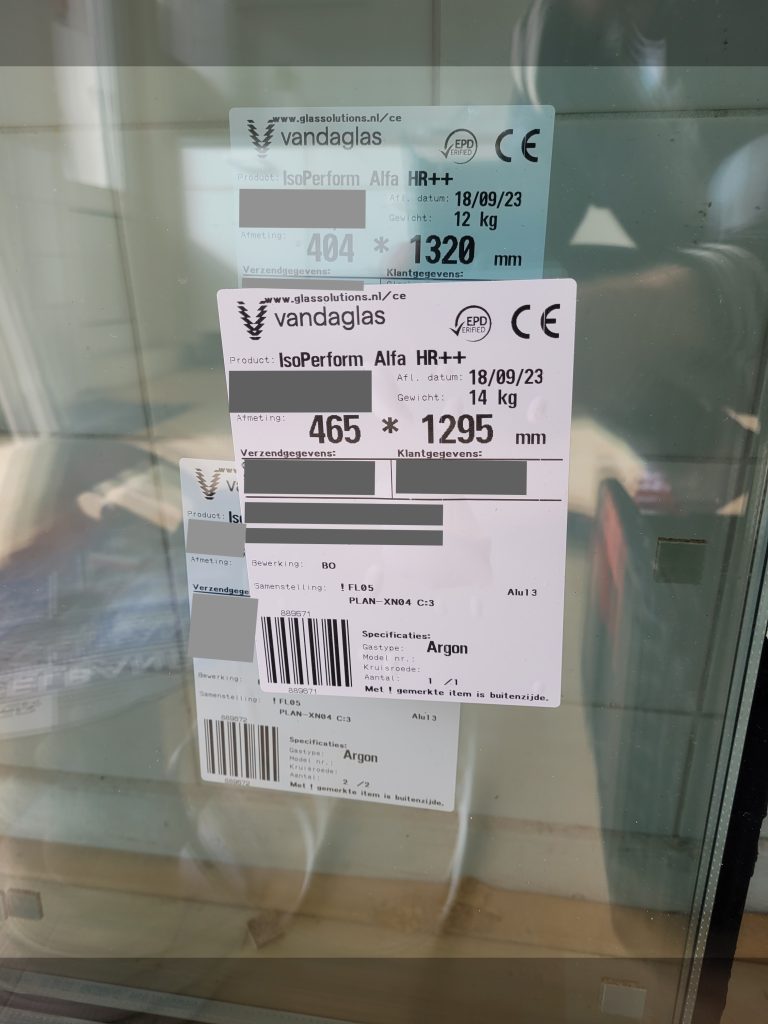 www.glassolutions.nl/ce
vandaglas
EPD
VERIFIED
CE
Product: IsoPerform Alfa HR++
Afl. datum: 18/09/23
Gewicht: 12 kg
Afmeting: 404 * 1320 mm
Verzendgegevens: Klantgegevens:
www.glassolutions.nl/ce
vandaglas
EPD
VERIFIED
CE
Product: IsoPerform Alfa HR++
Afl. datum: 18/09/23
Gewicht: 14 kg
Afmeting: 465 * 1295 mm
Verzendgegevens: Klantgegevens:
Bewerking: BO
Samenstelling: ! FL05 Alu13
PLAN-XN04 C:3
889671
889671
Specificaties:
Gastype: Argon
Model nr.:
Kruisroede:
Aantal: 1 /1
Met ! gemerkte item is buitenzijde.
Product:
Afmeting:
Verzendgege
Bewerking:
Samenstelling: ! FL05
PLAN-XN04 C:3 Alu13
889672
889672
Specificaties:
Gastype: Argon
Model nr.:
Kruisroede:
Aantal: 2 /2
Met ! gemerkte item is buitenzijde.